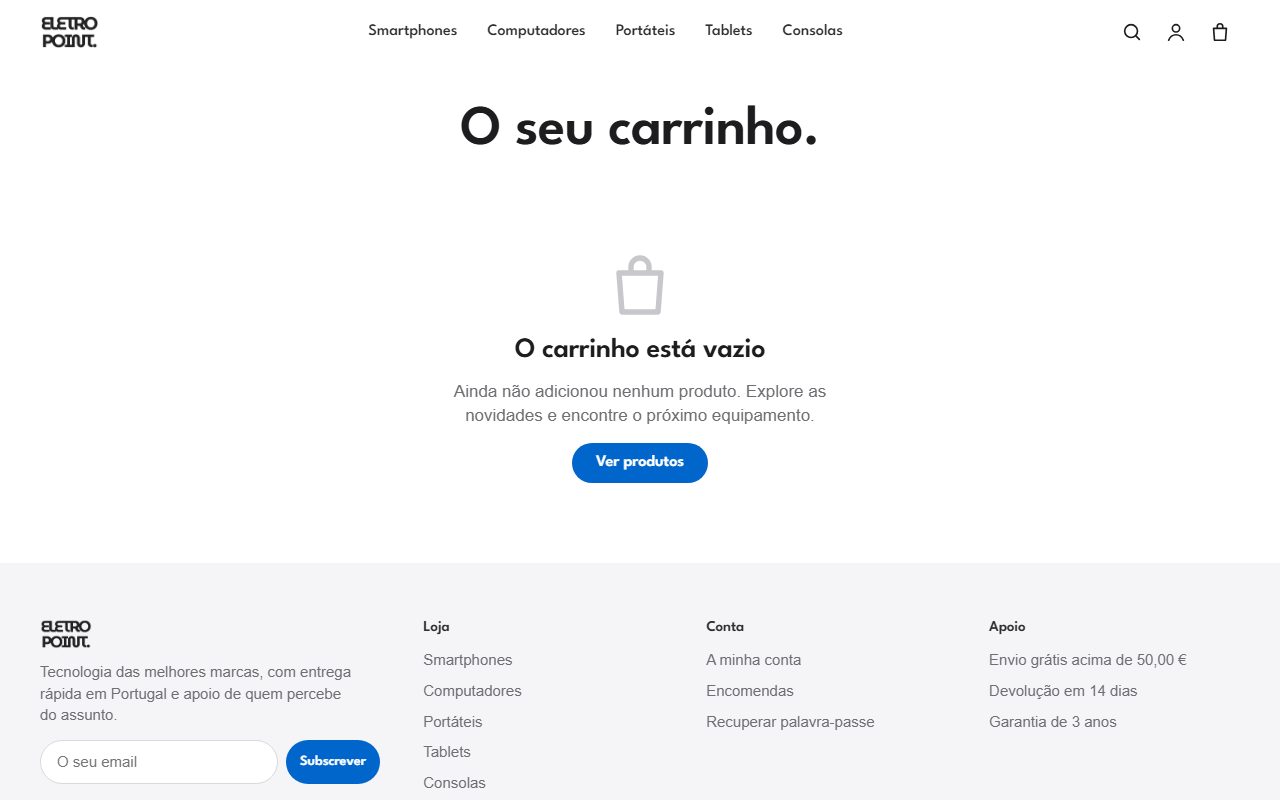 ELETRO
POINT.
Smartphones
Computadores
Portáteis
Tablets
Consolas
O seu carrinho.
O carrinho está vazio
Ainda não adicionou nenhum produto. Explore as
novidades e encontre o próximo equipamento.
Ver produtos
ELETRO
POINT.
Tecnologia das melhores marcas, com entrega
rápida em Portugal e apoio de quem percebe
do assunto.
O seu email
Subscrever
Loja
Smartphones
Computadores
Portáteis
Tablets
Consolas
Conta
A minha conta
Encomendas
Recuperar palavra-passe
Apoio
Envio grátis acima de 50,00 €
Devolução em 14 dias
Garantia de 3 anos